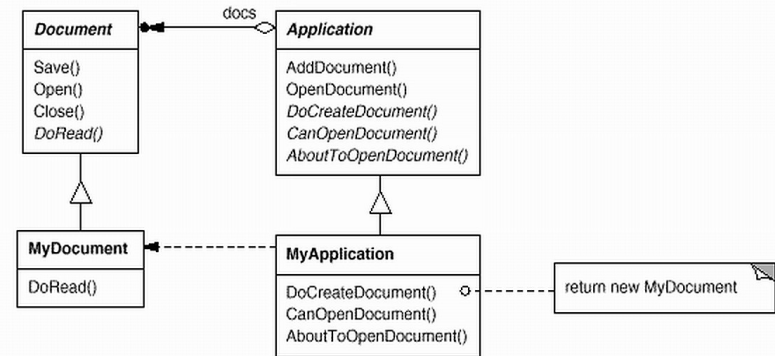 docs
Document
Save()
Open()
Close()
DoRead()
Application
AddDocument()
OpenDocument()
DoCreateDocument()
CanOpenDocument()
AboutToOpenDocument()
MyDocument
DoRead()
MyApplication
DoCreateDocument()
CanOpenDocument()
AboutToOpenDocument()
return new MyDocument